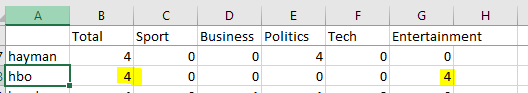 A B C D E F G H
Total Sport Business Politics Tech Entertainment
7 hayman 4 0 0 4 0 0
hbo 4 0 0 0 0 4